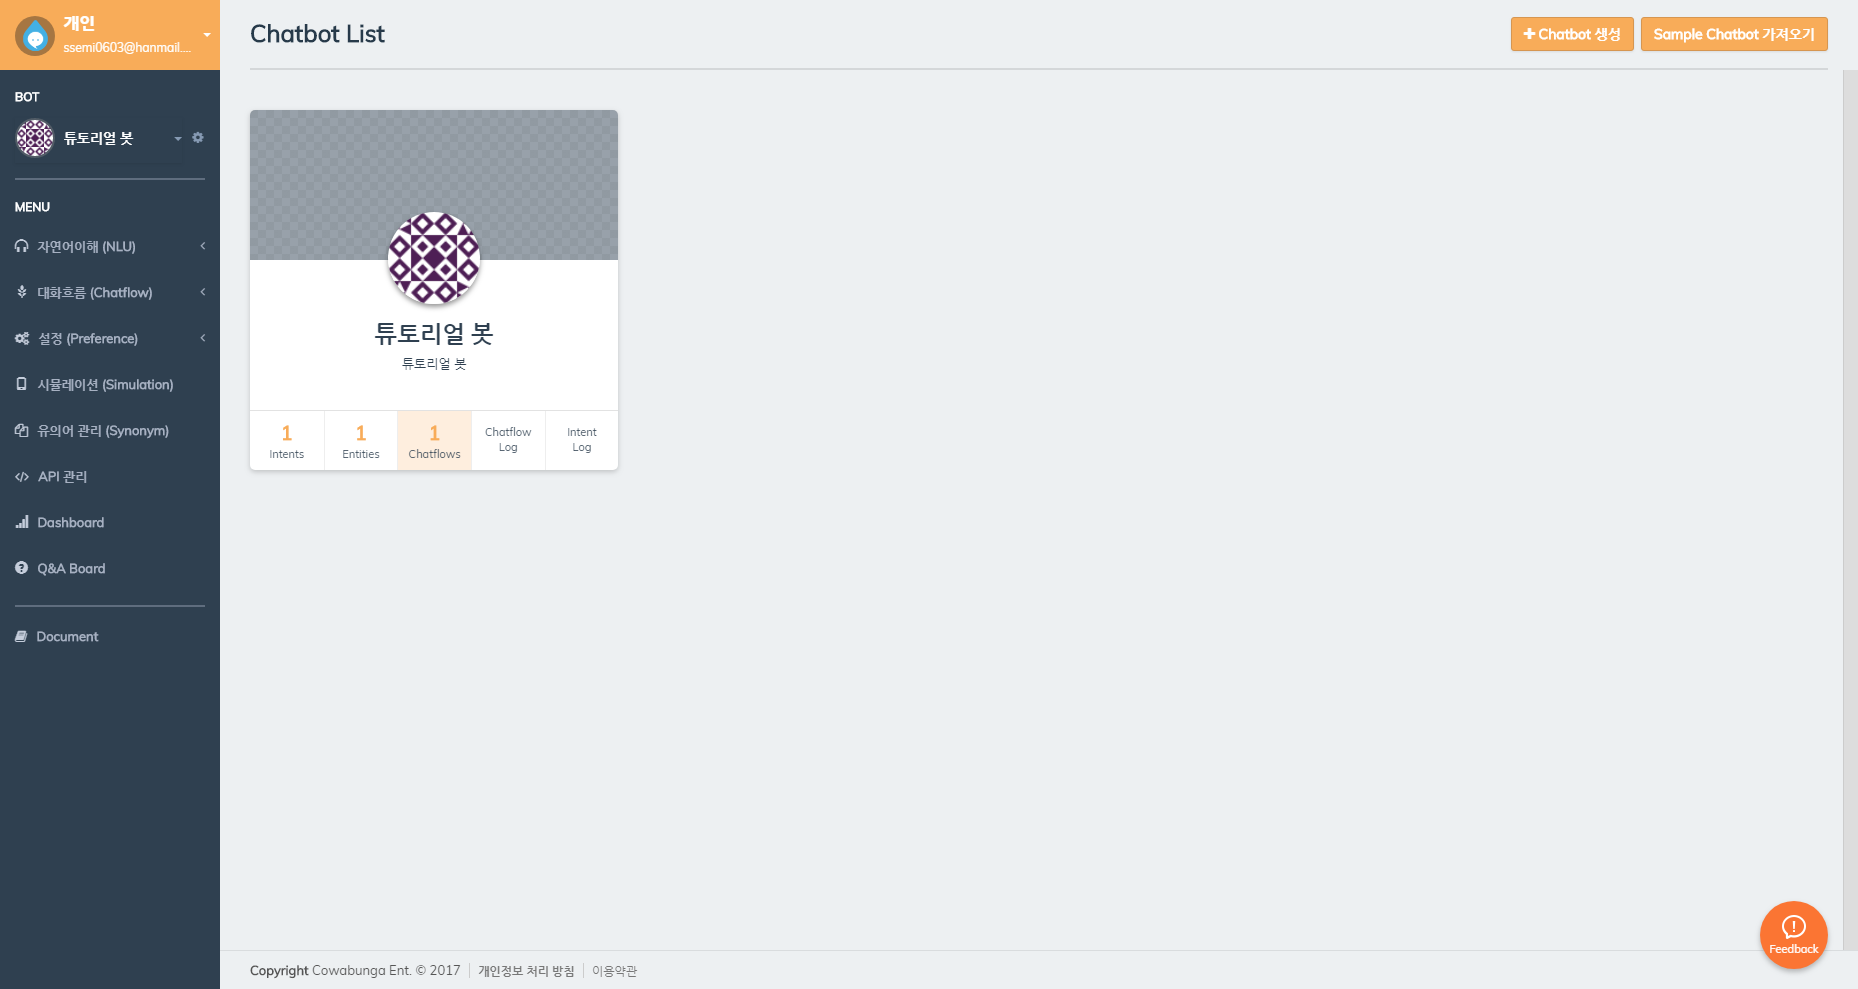 개인
ssemi0603@hanmail....
BOT
튜토리얼 봇
MENU
자연어이해 (NLU)
대화흐름 (Chatflow)
설정 (Preference)
시뮬레이션 (Simulation)
유의어 관리 (Synonym)
API 관리
Dashboard
Q&A Board
Document
Chatbot List
Chatbot 생성
Sample Chatbot 가져오기
튜토리얼 봇
튜토리얼 봇
1
Intents
1
Entities
1
Chatflows
Chatflow
Log
Intent
Log
Feedback
Copyright Cowabunga Ent. © 2017 개인정보 처리 방침 이용약관